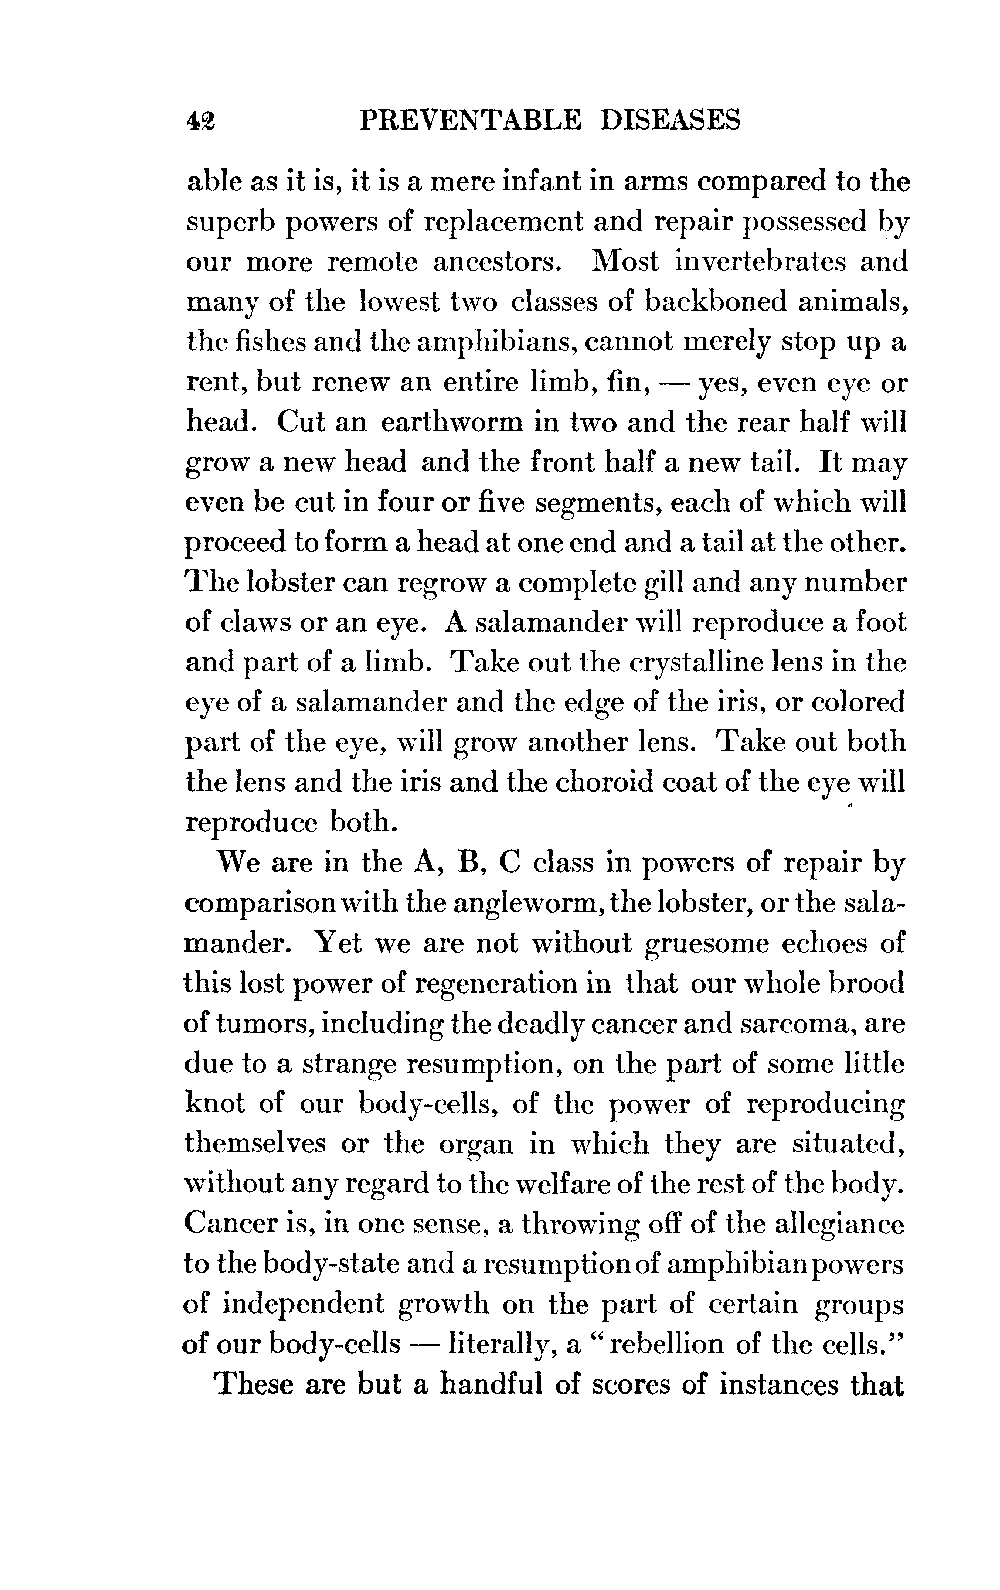 42 PREVENTABLE DISEASES
able as it is, it is a mere infant in arms compared to the
superb powers of replacement and repair possessed by
our more remote ancestors. Most invertebrates and
many of the lowest two classes of backboned animals,
the fishes and the amphibians, cannot merely stop up a
rent, but renew an entire limb, fin, — yes, even eye or
head. Cut an earthworm in two and the rear half will
grow a new head and the front half a new tail. It may
even be cut in four or five segments, each of which will
proceed to form a head at one end and a tail at the other.
The lobster can regrow a complete gill and any number
of claws or an eye. A salamander will reproduce a foot
and part of a limb. Take out the crystalline lens in the
eye of a salamander and the edge of the iris, or colored
part of the eye, will grow another lens. Take out both
the lens and the iris and the choroid coat of the eye will
reproduce both.
We are in the A, B, C class in powers of repair by
comparison with the angleworm, the lobster, or the sala-
mander. Yet we are not without gruesome echoes of
this lost power of regeneration in that our whole brood
of tumors, including the deadly cancer and sarcoma, are
due to a strange resumption, on the part of some little
knot of our body-cells, of the power of reproducing
themselves or the organ in which they are situated,
without any regard to the welfare of the rest of the body.
Cancer is, in one sense, a throwing off of the allegiance
to the body-state and a resumption of amphibian powers
of independent growth on the part of certain groups
of our body-cells — literally, a “rebellion of the cells.”
These are but a handful of scores of instances that